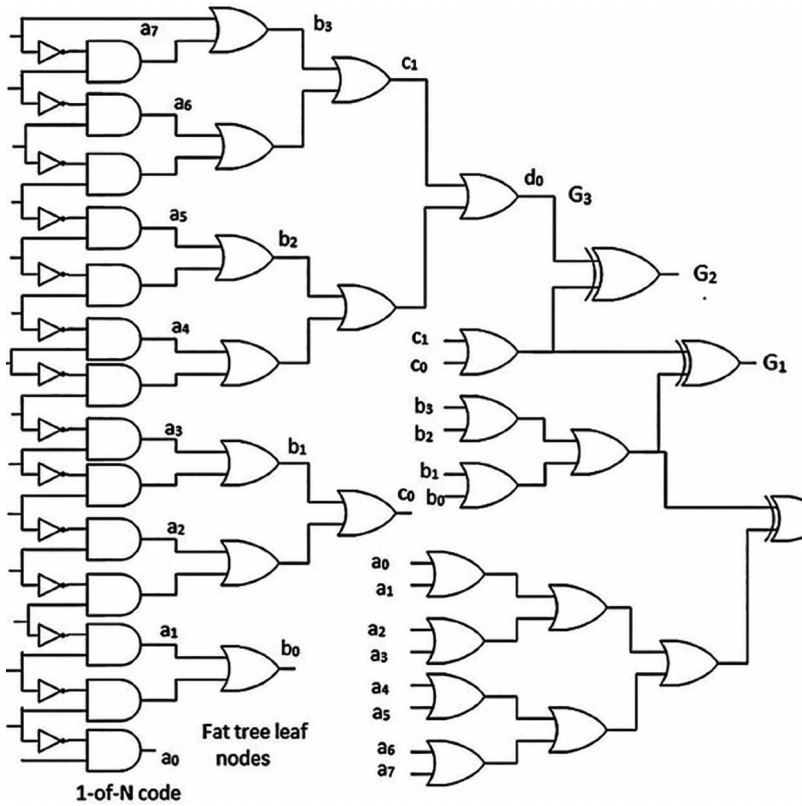 a₇
b₃
c₁
a₆
d₀
G₃
a₅
b₂
G₂
a₄
c₁
c₀
G₁
b₃
b₂
a₃
b₁
b₁
b₀
c₀
a₂
a₀
a₁
a₁
a₂
a₃
b₀
a₄
a₅
Fat tree leaf
nodes
a₀
a₆
a₇
1-of-N code